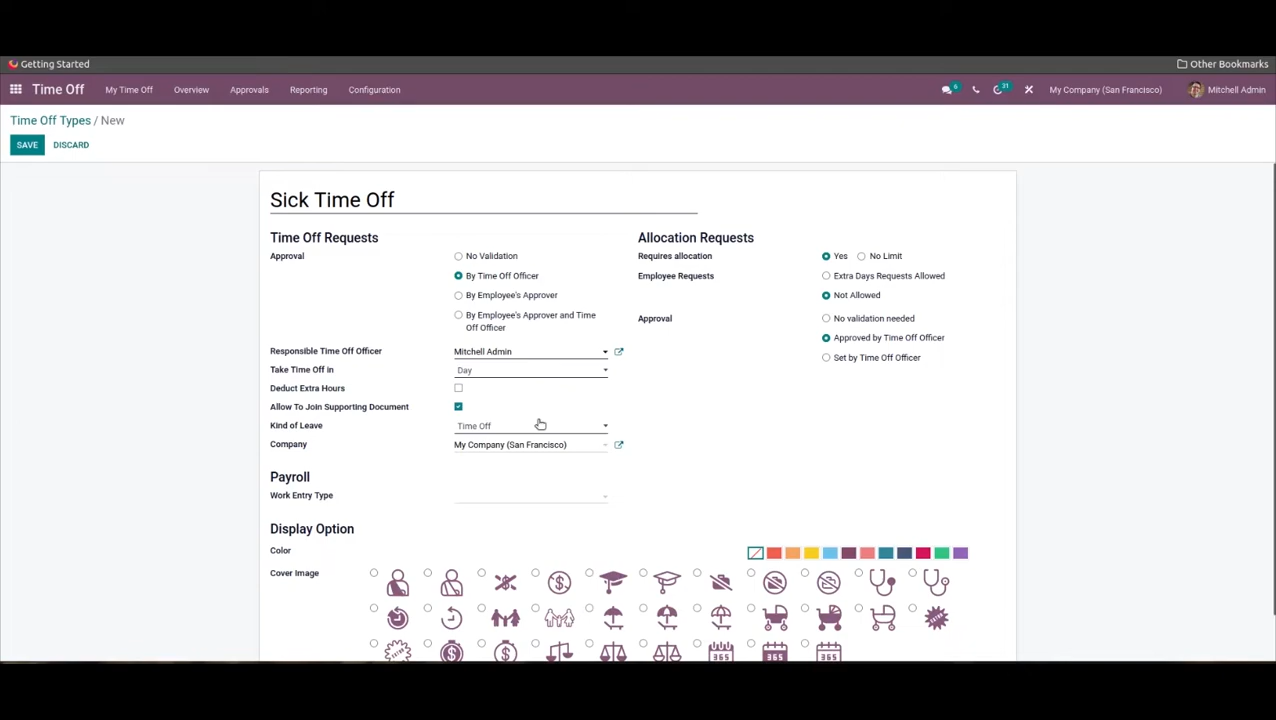 Getting Started
Other Bookmarks
Time Off
My Time Off
Overview
Approvals
Reporting
Configuration
6
31
My Company (San Francisco)
Mitchell Admin
Time Off Types / New
SAVE
DISCARD
Sick Time Off
Time Off Requests
Approval
No Validation
By Time Off Officer
By Employee's Approver
By Employee's Approver and Time
Off Officer
Responsible Time Off Officer
Mitchell Admin
Take Time Off in
Day
Deduct Extra Hours
Allow To Join Supporting Document
Kind of Leave
Time Off
Company
My Company (San Francisco)
Allocation Requests
Requires allocation
Yes
No Limit
Employee Requests
Extra Days Requests Allowed
Not Allowed
Approval
No validation needed
Approved by Time Off Officer
Set by Time Off Officer
Payroll
Work Entry Type
Display Option
Color
Cover Image
365
365
365